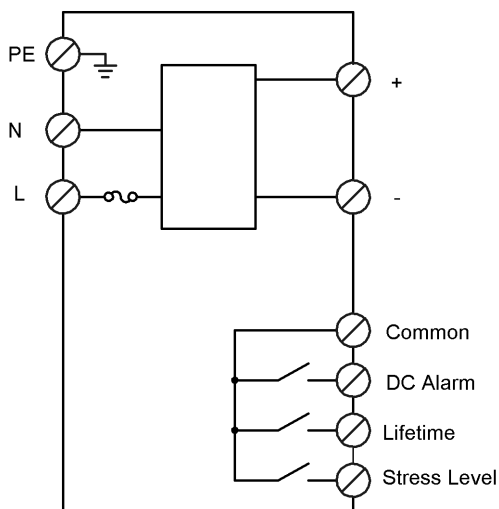 PE
+
N
L
-
Common
DC Alarm
Lifetime
Stress Level